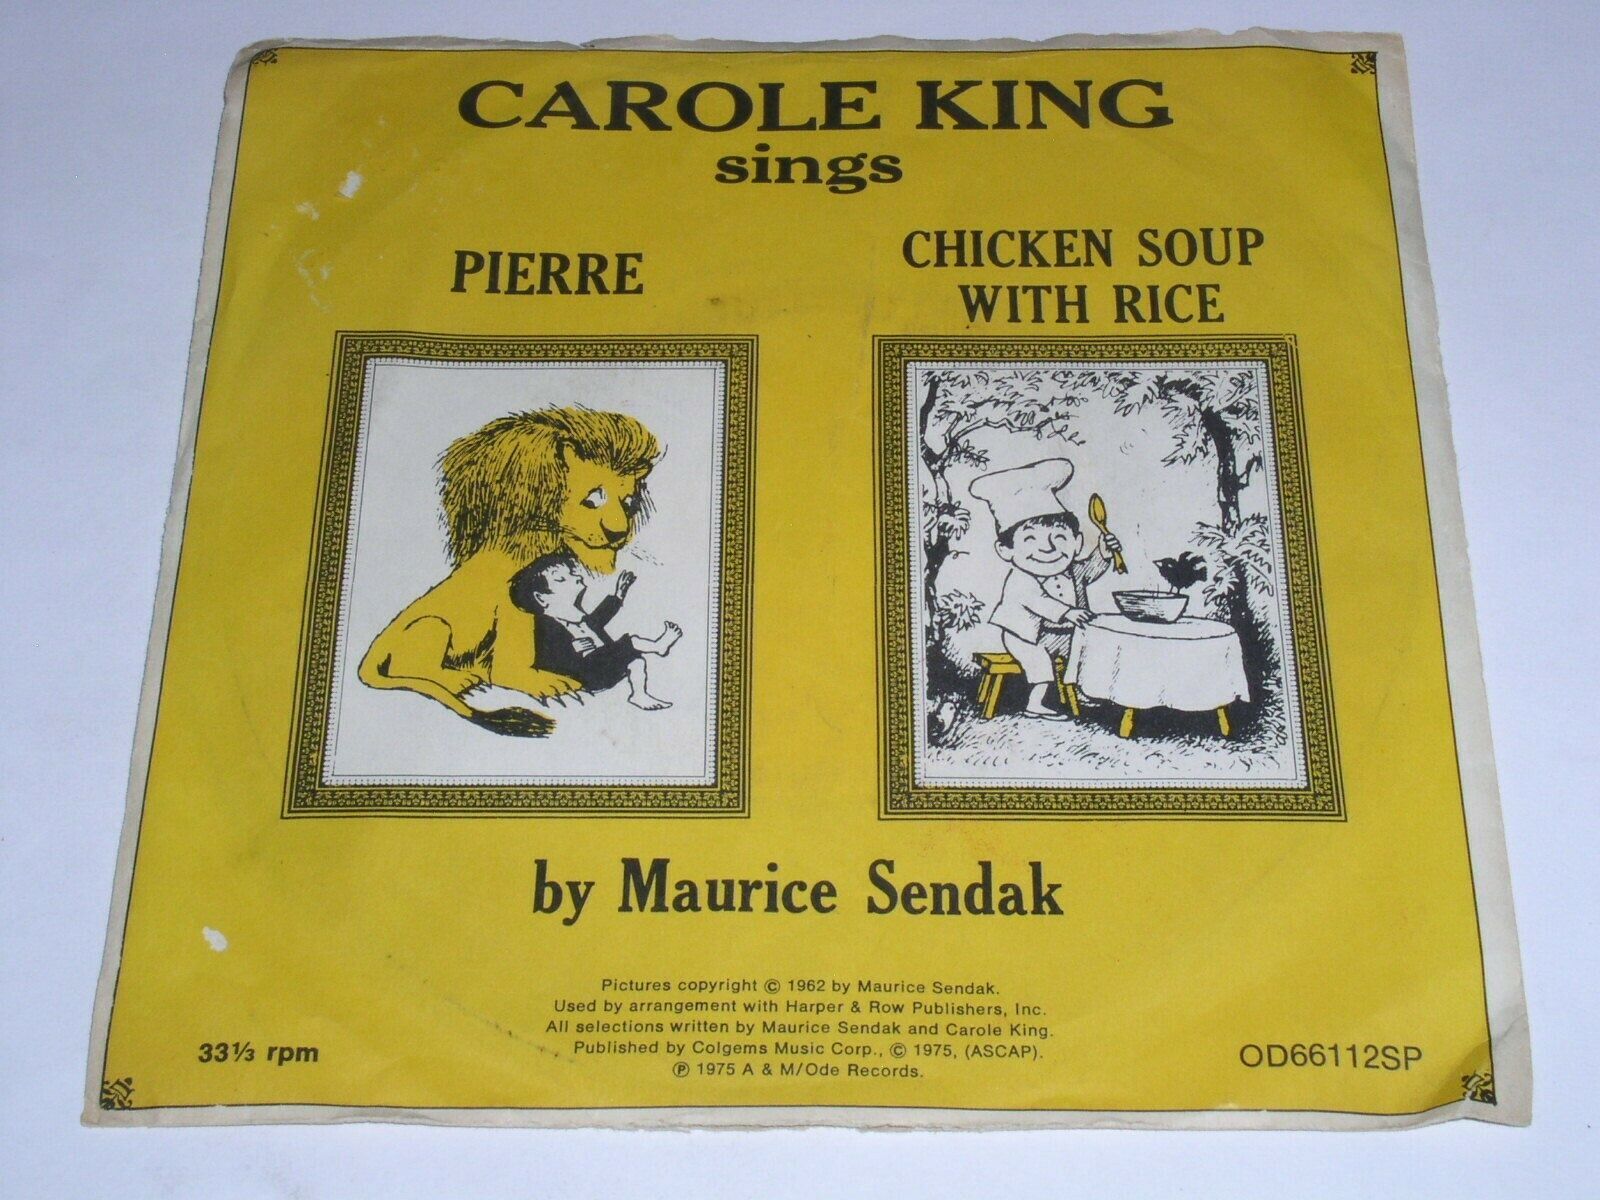 CAROLE KING
sings
PIERRE
CHICKEN SOUP
WITH RICE
by Maurice Sendak
Pictures copyright © 1962 by Maurice Sendak.
Used by arrangement with Harper & Row Publishers, Inc.
All selections written by Maurice Sendak and Carole King.
Published by Colgems Music Corp., © 1975, (ASCAP).
℗ 1975 A & M/Ode Records.
33⅓ rpm
OD66112SP